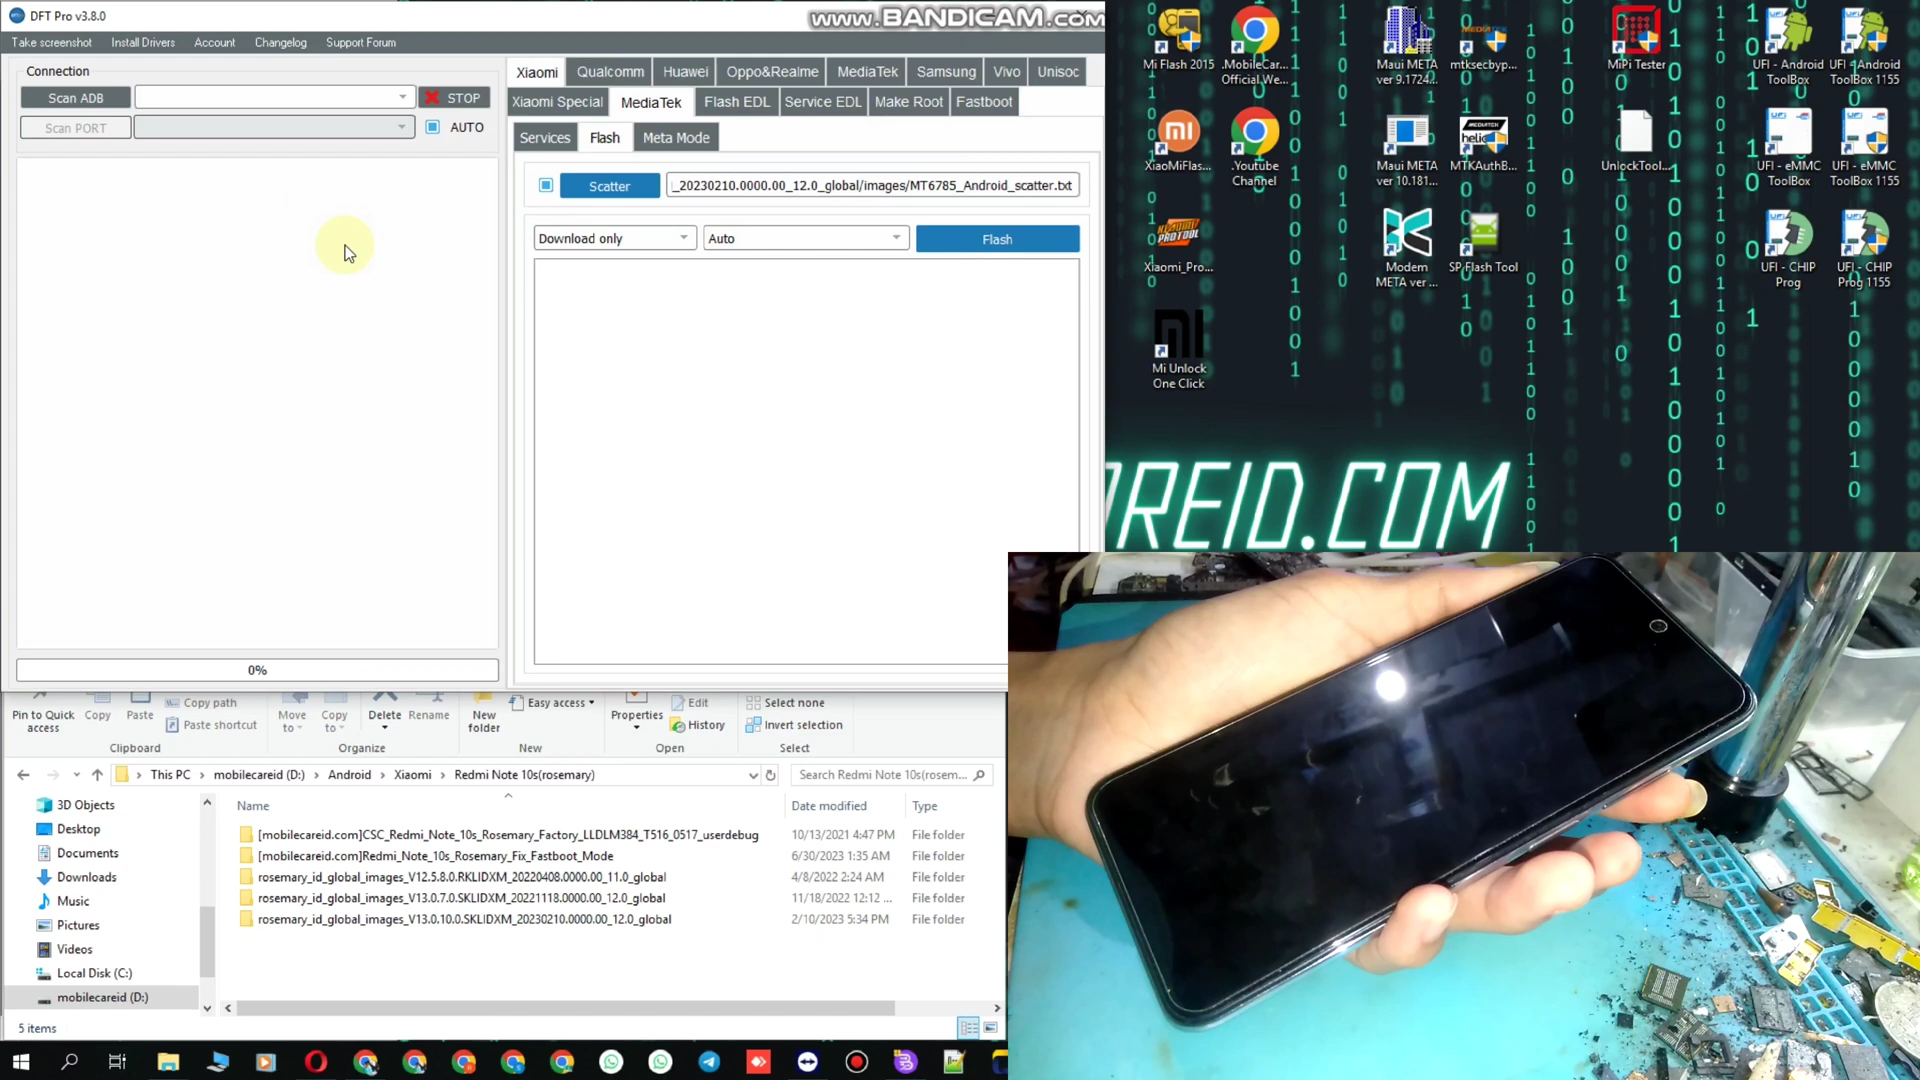 DFT Pro v3.8.0
www.BANDICAM.com
Take screenshot
Install Drivers
Account
Changelog
Support Forum
Connection
Scan ADB
STOP
Scan PORT
AUTO
0%
Xiaomi
Qualcomm
Huawei
Oppo&Realme
MediaTek
Samsung
Vivo
Unisoc
Xiaomi Special
MediaTek
Flash EDL
Service EDL
Make Root
Fastboot
Services
Flash
Meta Mode
Scatter
_20230210.0000.00_12.0_global/images/MT6785_Android_scatter.txt
Download only
Auto
Flash
Mi Flash 2015
.MobileCar...
Official We...
Maui META
ver 9.1724...
mtksecbyp...
MiPi Tester
UFI - Android
ToolBox
UFI - Android
ToolBox 1155
XiaoMiFlas...
.Youtube
Channel
Maui META
ver 10.181...
MTKAuthB...
UnlockTool...
UFI - eMMC
ToolBox
UFI - eMMC
ToolBox 1155
Xiaomi_Pro...
Modem
META ver ...
SP Flash Tool
UFI - CHIP
Prog
UFI - CHIP
Prog 1155
Mi Unlock
One Click
REID.COM
Pin to Quick
access
Copy
Paste
Copy path
Paste shortcut
Clipboard
Move
to
Copy
to
Delete
Rename
Organize
New
folder
Easy access
New
Properties
Edit
History
Open
Select none
Invert selection
Select
This PC
mobilecareid (D:)
Android
Xiaomi
Redmi Note 10s(rosemary)
Search Redmi Note 10s(rosem...
3D Objects
Desktop
Documents
Downloads
Music
Pictures
Videos
Local Disk (C:)
mobilecareid (D:)
Name
Date modified
Type
[mobilecareid.com]CSC_Redmi_Note_10s_Rosemary_Factory_LLDLM384_T516_0517_userdebug
10/13/2021 4:47 PM
File folder
[mobilecareid.com]Redmi_Note_10s_Rosemary_Fix_Fastboot_Mode
6/30/2023 1:35 AM
File folder
rosemary_id_global_images_V12.5.8.0.RKLIDXM_20220408.0000.00_11.0_global
4/8/2022 2:24 AM
File folder
rosemary_id_global_images_V13.0.7.0.SKLIDXM_20221118.0000.00_12.0_global
11/18/2022 12:12 ...
File folder
rosemary_id_global_images_V13.0.10.0.SKLIDXM_20230210.0000.00_12.0_global
2/10/2023 5:34 PM
File folder
5 items